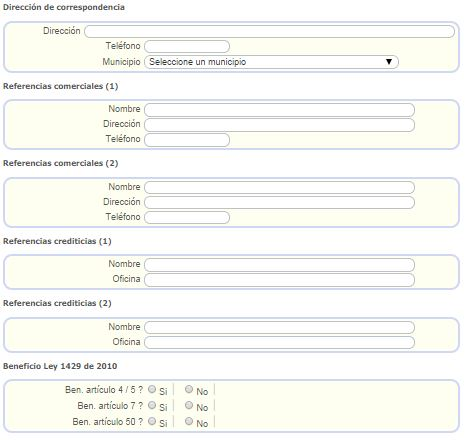 Dirección de correspondencia
Dirección
Teléfono
Municipio Seleccione un municipio
Referencias comerciales (1)
Nombre
Dirección
Teléfono
Referencias comerciales (2)
Nombre
Dirección
Teléfono
Referencias crediticias (1)
Nombre
Oficina
Referencias crediticias (2)
Nombre
Oficina
Beneficio Ley 1429 de 2010
Ben. artículo 4 / 5 ? Si No
Ben. artículo 7 ? Si No
Ben. artículo 50 ? Si No